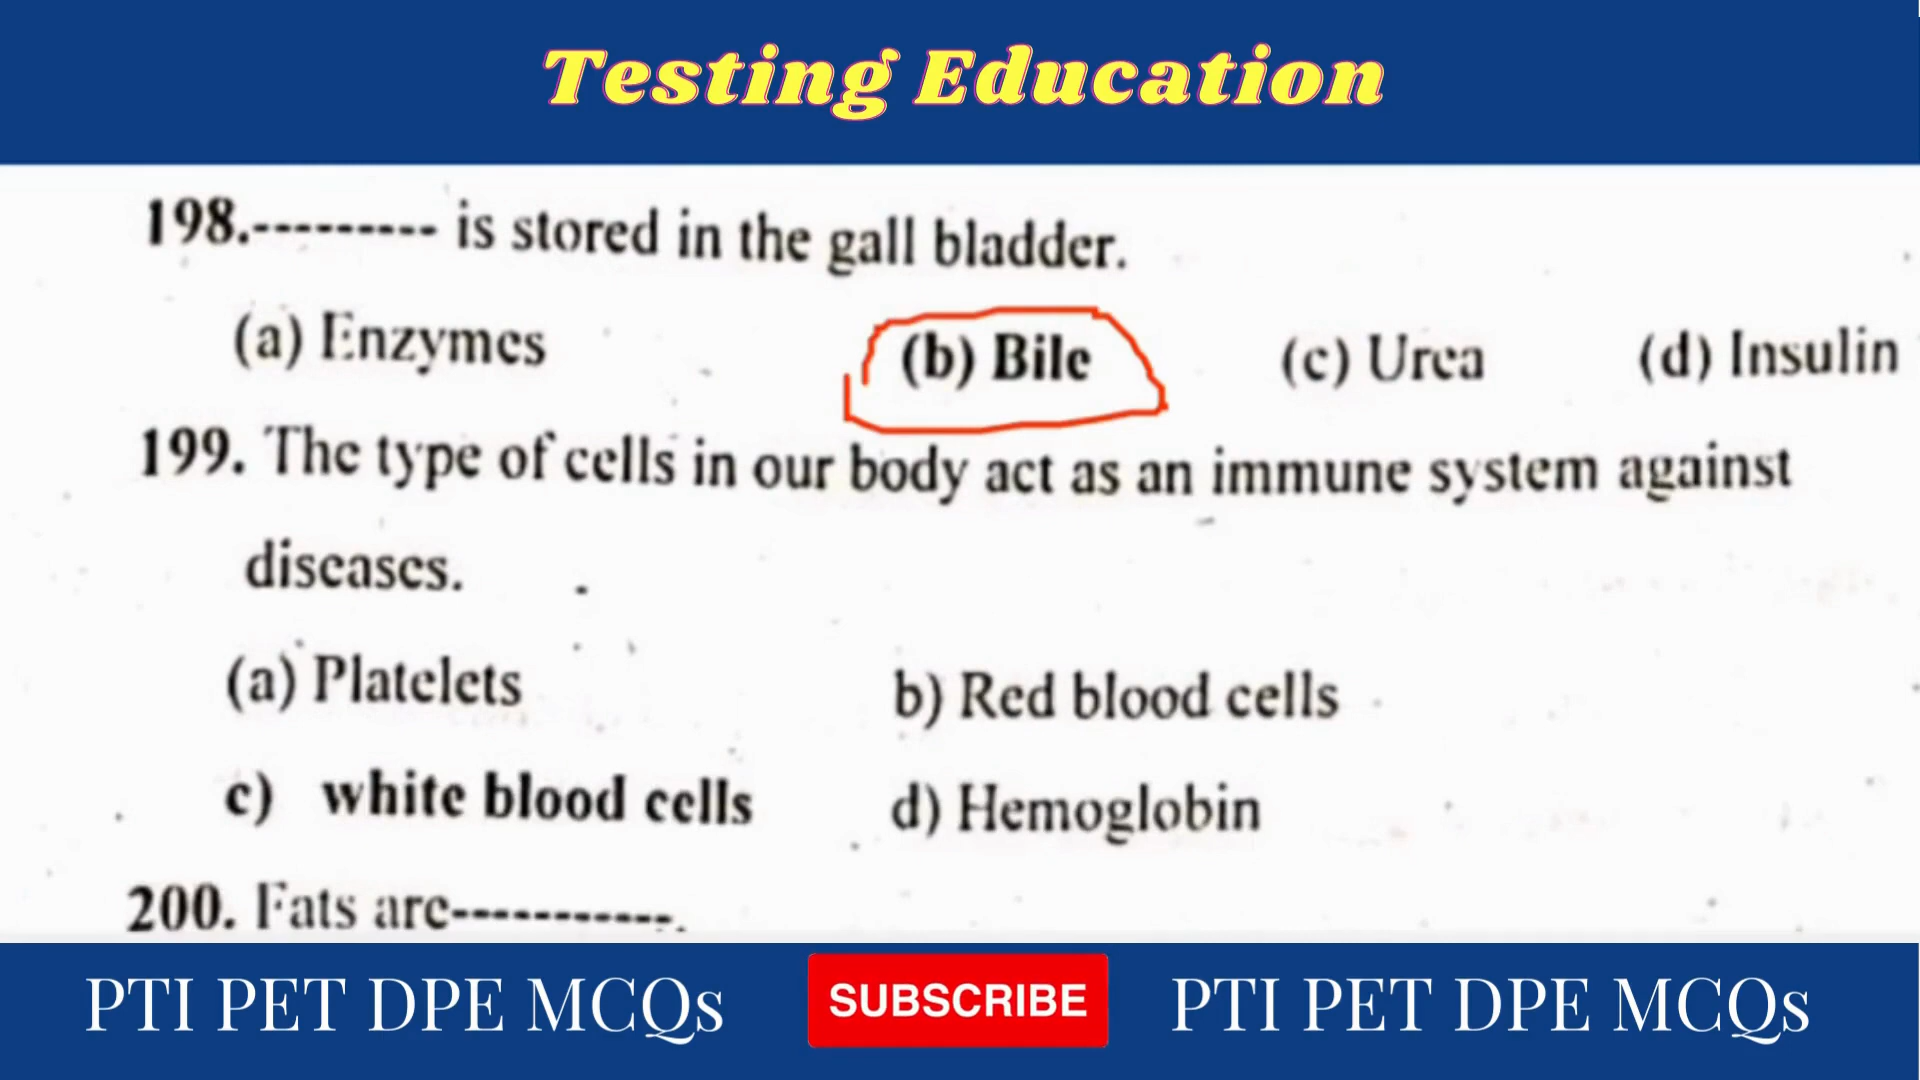 Testing Education
198.--------- is stored in the gall bladder.
(a) Enzymes (b) Bile (c) Urea (d) Insulin
199. The type of cells in our body act as an immune system against
diseases.
(a) Platelets b) Red blood cells
c) white blood cells d) Hemoglobin
200. Fats are-----------.
PTI PET DPE MCQs SUBSCRIBE PTI PET DPE MCQs